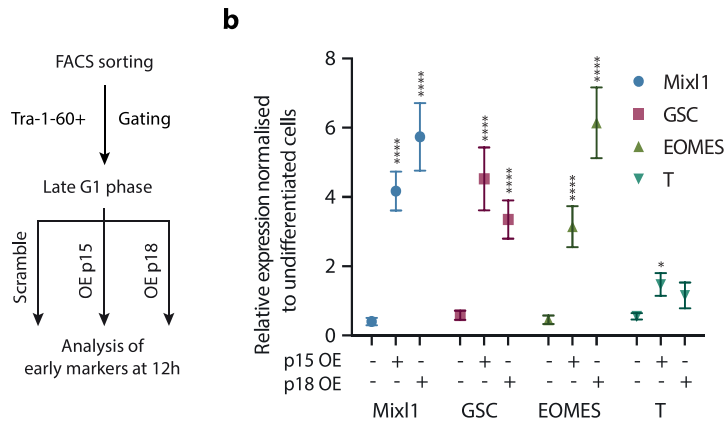 b
FACS sorting
Tra-1-60+ Gating
Late G1 phase
Scramble
OE p15
OE p18
Analysis of
early markers at 12h
Relative expression normalised
to undifferentiated cells
8
6
4
2
0
****
****
****
****
****
****
*
Mixl1
GSC
EOMES
T
p15 OE - + - - + - - + - - + -
p18 OE - - + - - + - - + - - +
Mixl1 GSC EOMES T